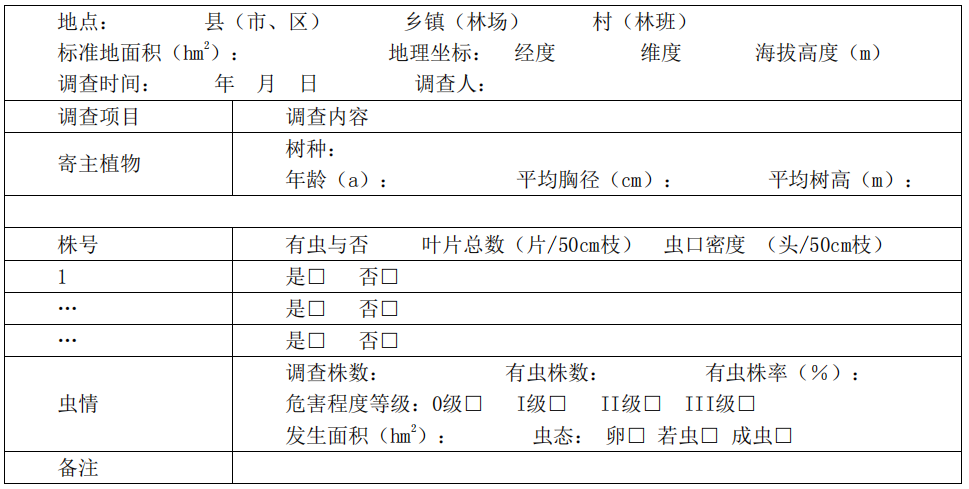 地点： 县（市、区） 乡镇（林场） 村（林班）
标准地面积（hm²）： 地理坐标： 经度 维度 海拔高度（m）
调查时间： 年 月 日 调查人：
调查项目 调查内容
寄主植物 树种：
年龄（a）： 平均胸径（cm）： 平均树高（m）：
株号 有虫与否 叶片总数（片/50cm枝） 虫口密度 （头/50cm枝）
1 是□ 否□
… 是□ 否□
… 是□ 否□
虫情 调查株数： 有虫株数： 有虫株率（％）：
危害程度等级：0级□ I级□ II级□ III级□
发生面积（hm²）： 虫态： 卵□ 若虫□ 成虫□
备注